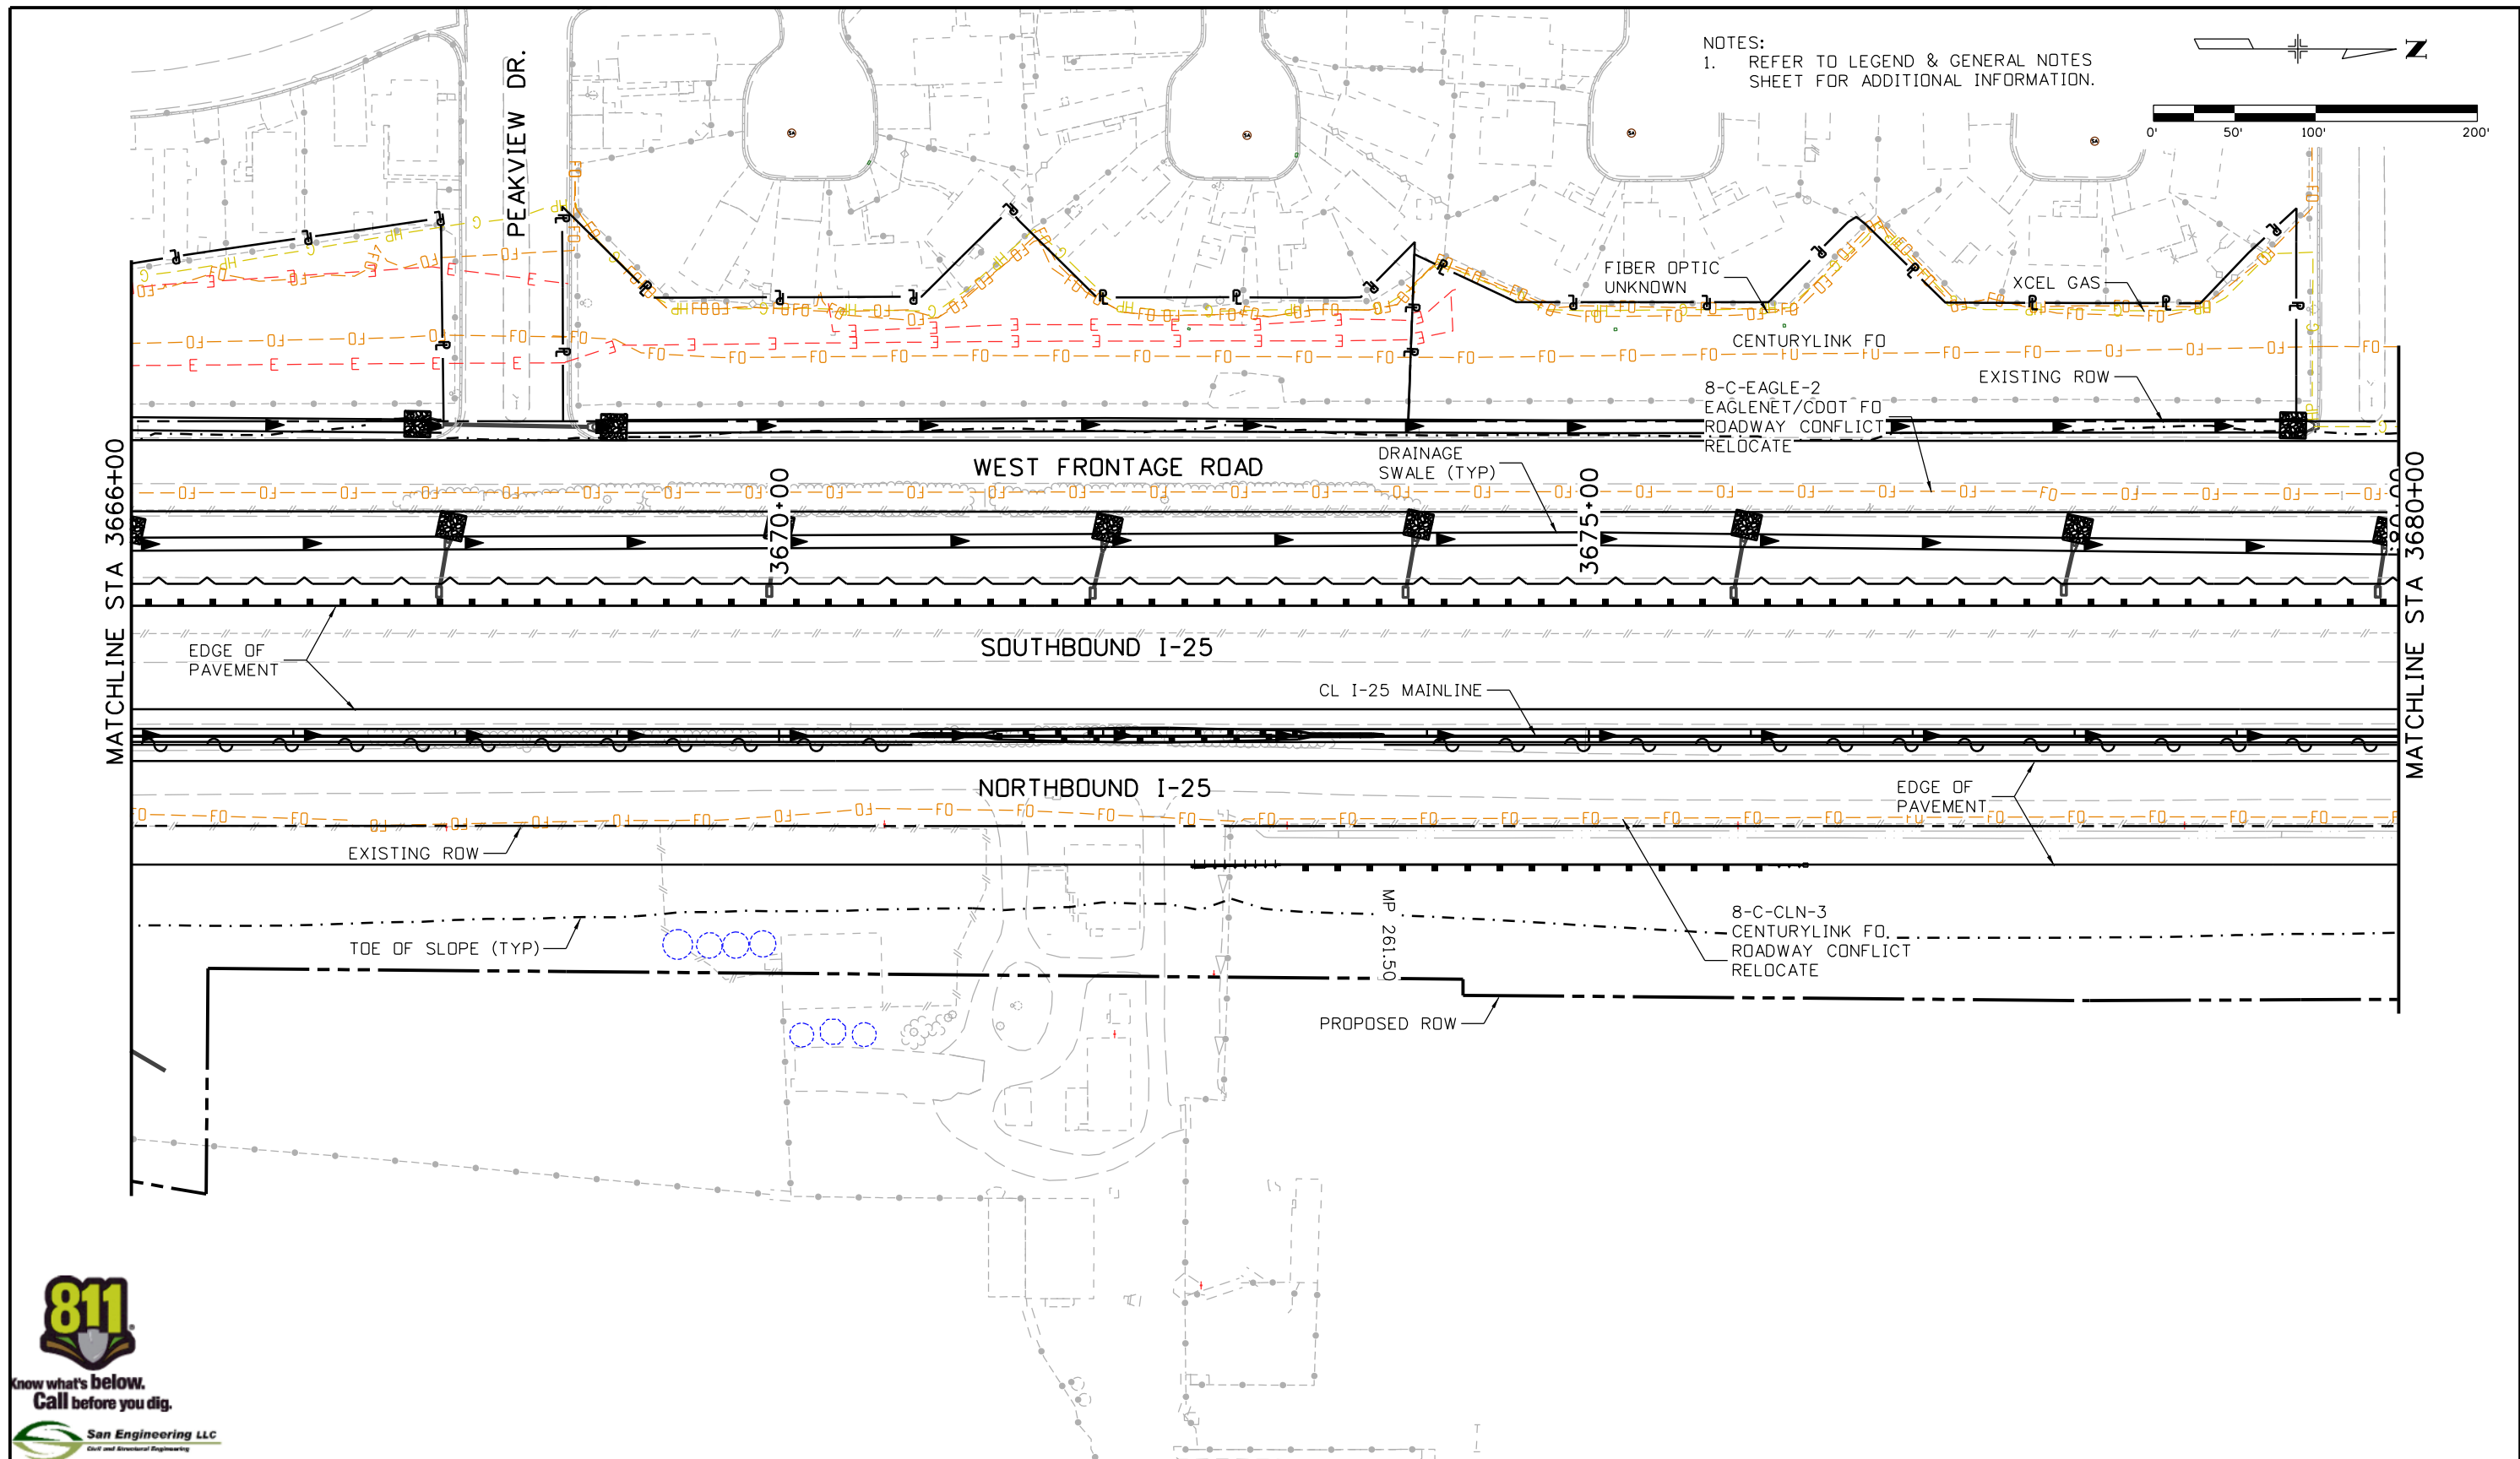 NOTES:
1. REFER TO LEGEND & GENERAL NOTES
SHEET FOR ADDITIONAL INFORMATION.
N
0' 50' 100' 200'
PEAKVIEW DR.
FIBER OPTIC
UNKNOWN
XCEL GAS
CENTURYLINK FO
EXISTING ROW
8-C-EAGLE-2
EAGLENET/CDOT FO
ROADWAY CONFLICT
RELOCATE
DRAINAGE
SWALE (TYP)
WEST FRONTAGE ROAD
MATCHLINE STA 3666+00
3670+00
3675+00
MATCHLINE STA 3680+00
EDGE OF
PAVEMENT
SOUTHBOUND I-25
CL I-25 MAINLINE
NORTHBOUND I-25
EDGE OF
PAVEMENT
EXISTING ROW
TOE OF SLOPE (TYP)
MP 261.50
8-C-CLN-3
CENTURYLINK FO
ROADWAY CONFLICT
RELOCATE
PROPOSED ROW
811
Know what's below.
Call before you dig.
San Engineering LLC
Civil and Structural Engineering